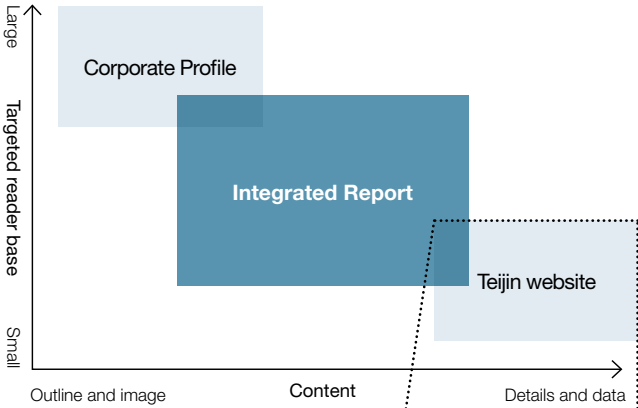 Large
Corporate Profile
Targeted reader base
Integrated Report
Teijin website
Small
Outline and image
Content
Details and data